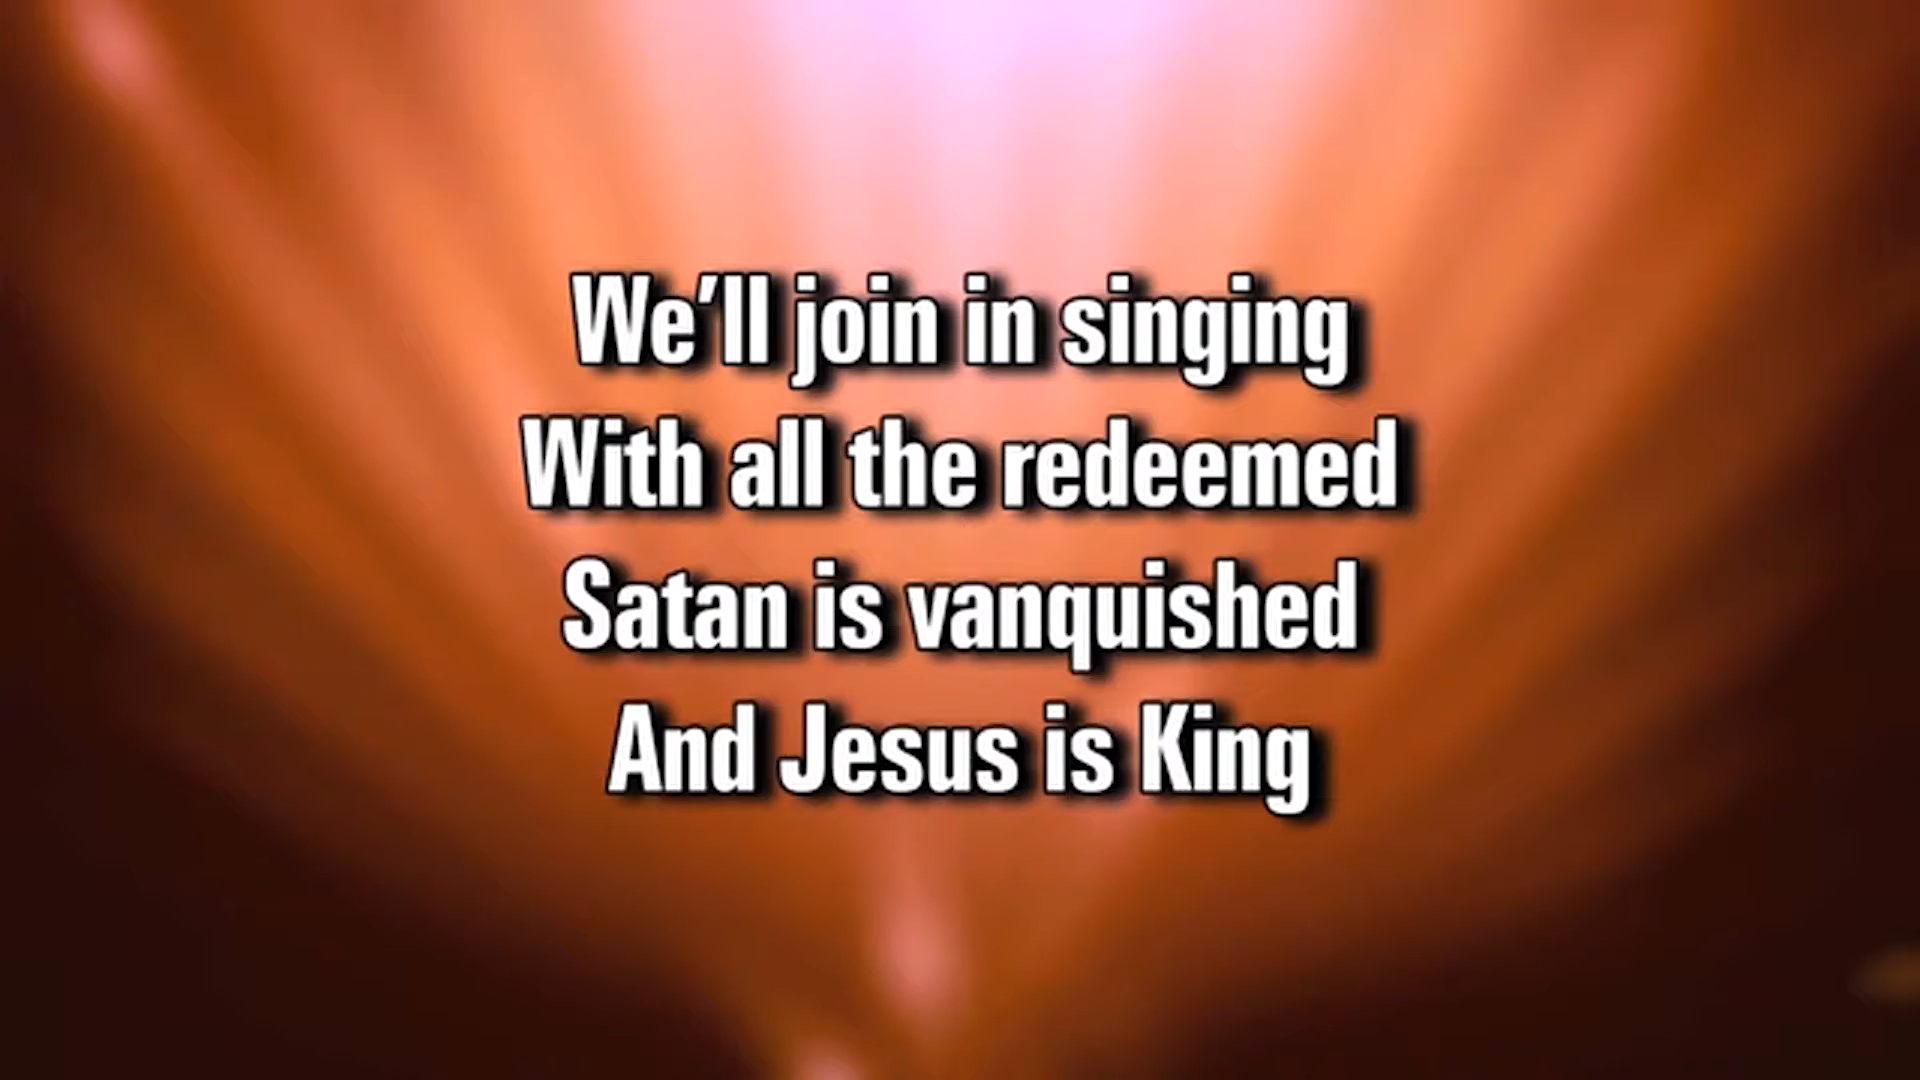 We’ll join in singing
With all the redeemed
Satan is vanquished
And Jesus is King